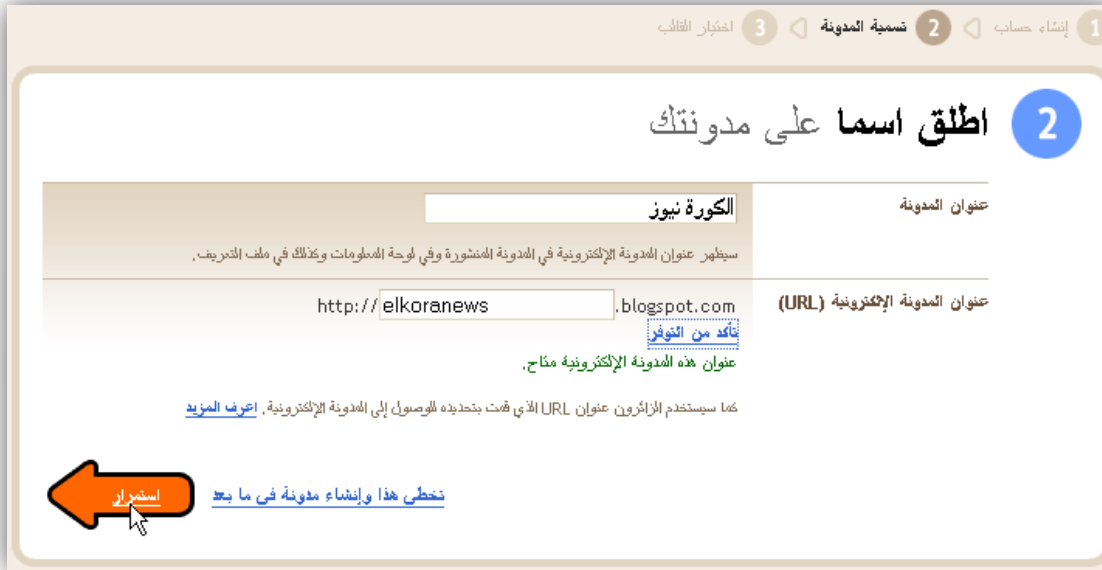 1 إنشاء حساب 2 تسمية المدونة 3 اختيار القالب
2 اطلق اسما على مدونتك
عنوان المدونة
الكورة نيوز
سيظهر عنوان المدونة الإلكترونية في المدونة المنشورة وفي لوحة المعلومات وكذلك في ملف التعريف.
عنوان المدونة الإلكترونية (URL)
http:// elkoranews .blogspot.com
تأكد من التوفر
عنوان هذه المدونة الإلكترونية متاح.
كما سيستخدم الزائرون عنوان URL الذي قمت بتحديده للوصول إلى المدونة الإلكترونية. اعرف المزيد
تخطى هذا وإنشاء مدونة في ما بعد
استمرار